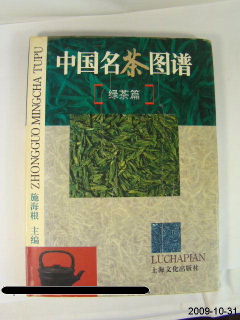 中国名茶图谱
绿茶篇
ZHONGGUO MINGCHA TUPU
施海根 主编
LUCHAPIAN
上海文化出版社
2009-10-31